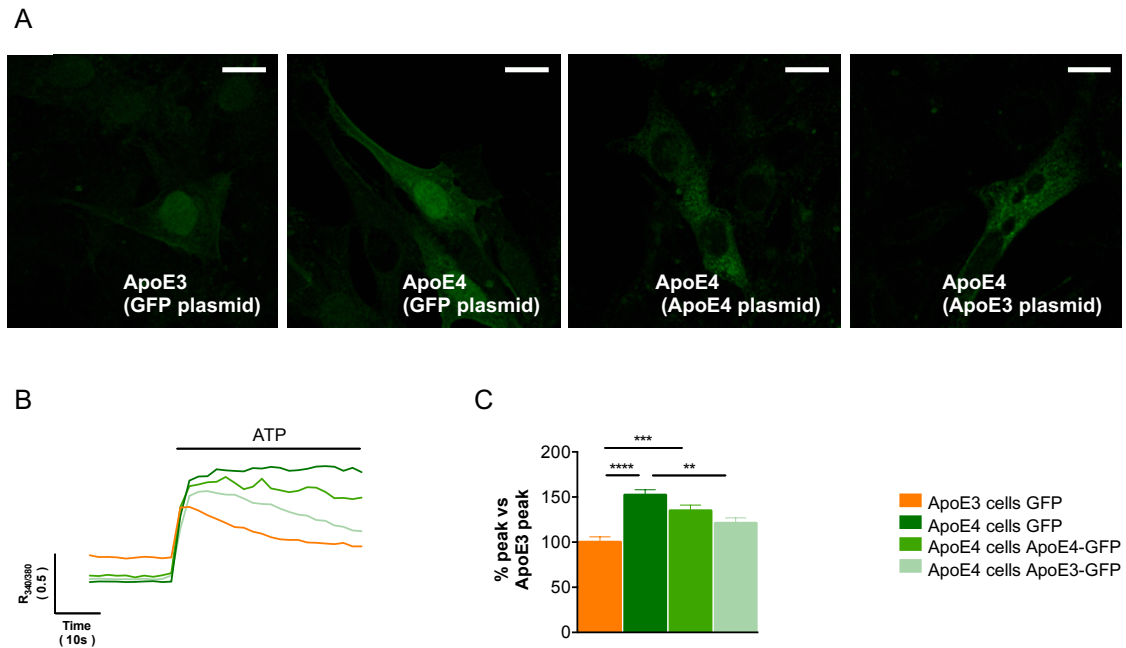 A
ApoE3
(GFP plasmid)
ApoE4
(GFP plasmid)
ApoE4
(ApoE4 plasmid)
ApoE4
(ApoE3 plasmid)
B
ATP
R340/380
( 0.5 )
Time
( 10s )
C
% peak vs
ApoE3 peak
200
150
100
50
0
***
****
**
ApoE3 cells GFP
ApoE4 cells GFP
ApoE4 cells ApoE4-GFP
ApoE4 cells ApoE3-GFP